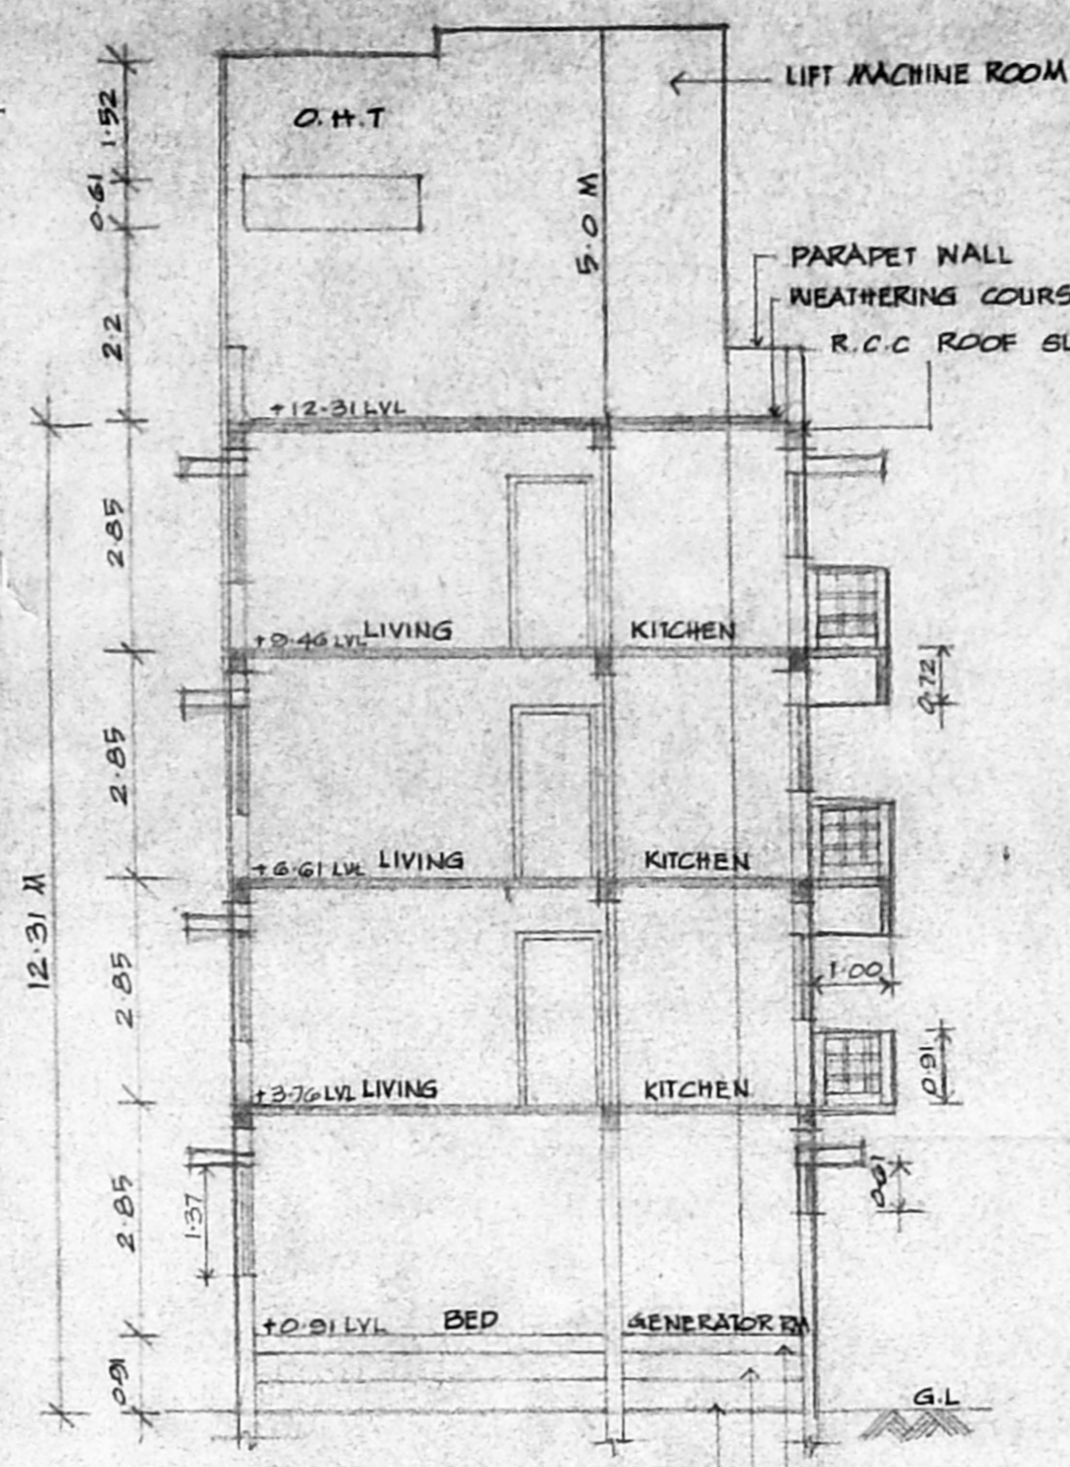 LIFT MACHINE ROOM
O.H.T
1.52
0.61
5.0 M
2.2
PARAPET WALL
WEATHERING COURS
R.C.C ROOF SL
+12.31 LVL
2.85
+9.46 LVL LIVING KITCHEN
0.72
2.85
+6.61 LVL LIVING KITCHEN
12.31 M
2.85
1.00
0.91
+3.76 LVL LIVING KITCHEN
2.85
1.37
+0.91 LVL BED GENERATOR RM
0.91
G.L